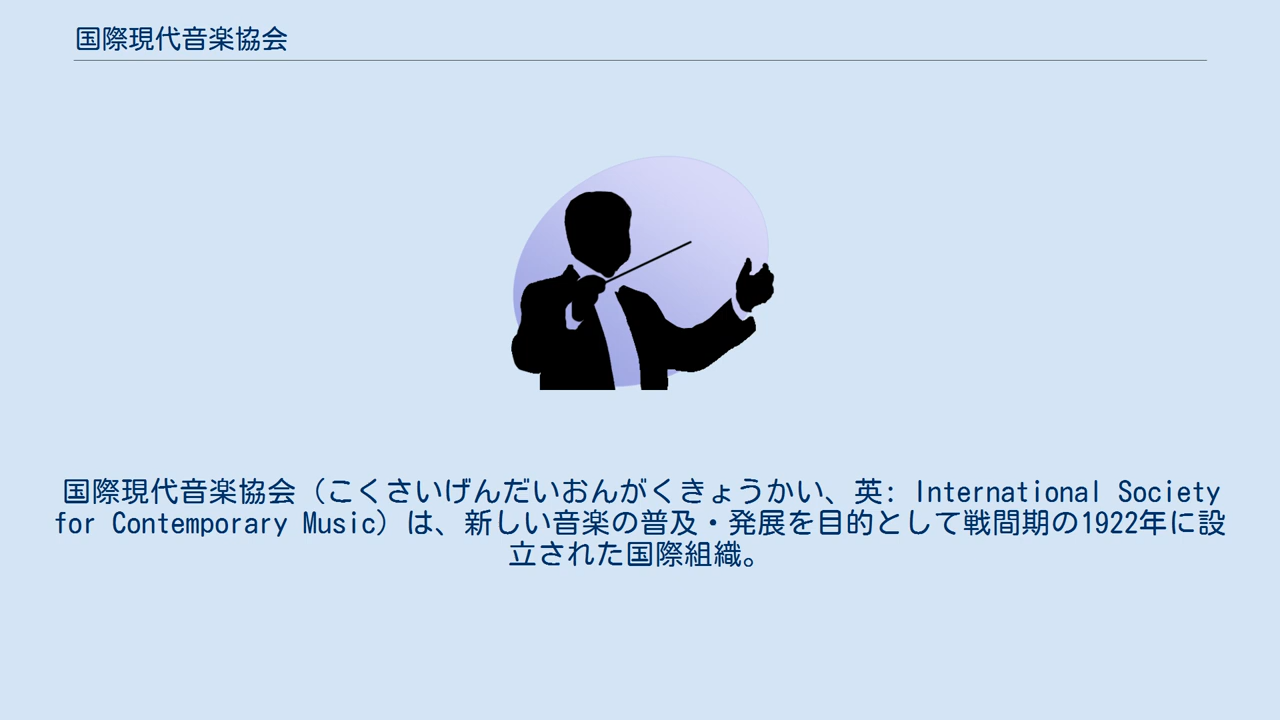 国際現代音楽協会
国際現代音楽協会（こくさいげんだいおんがくきょうかい、英: International Society
for Contemporary Music）は、新しい音楽の普及・発展を目的として戦間期の1922年に設
立された国際組織。